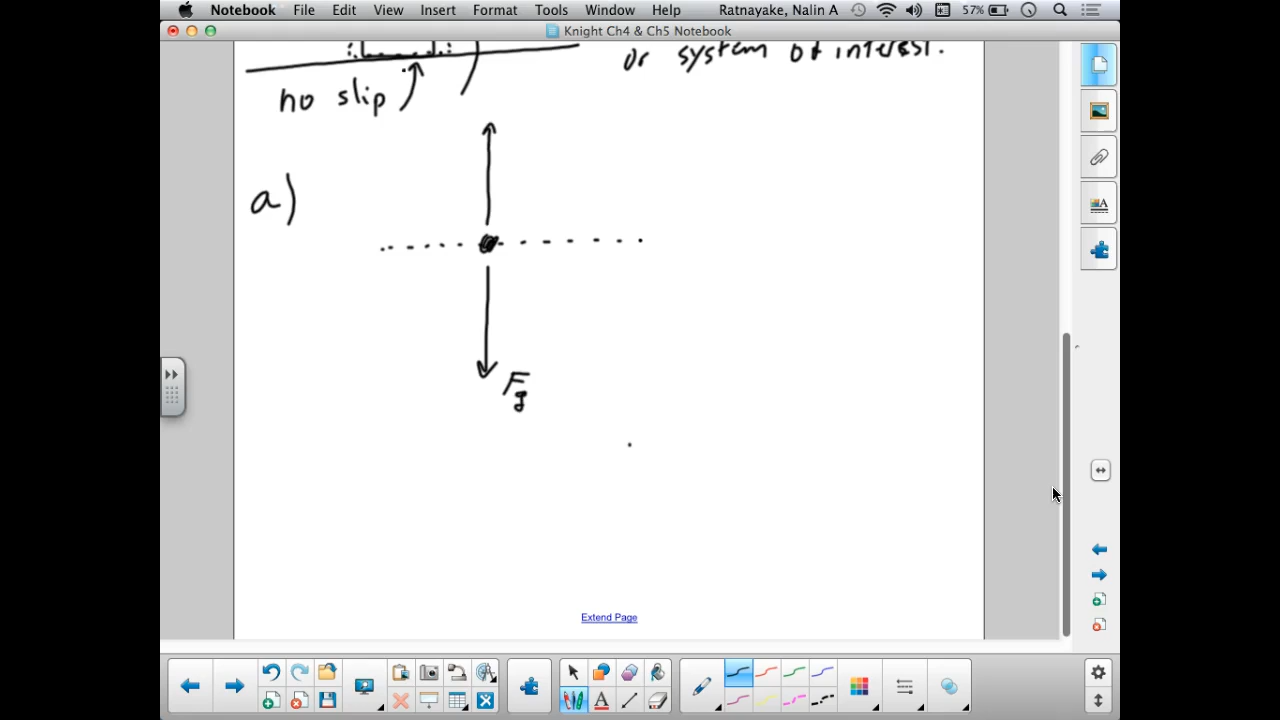 Notebook File Edit View Insert Format Tools Window Help Ratnayake, Nalin A 57%
Knight Ch4 & Ch5 Notebook
or system of interest.
no slip
a)
Fg
Extend Page
A